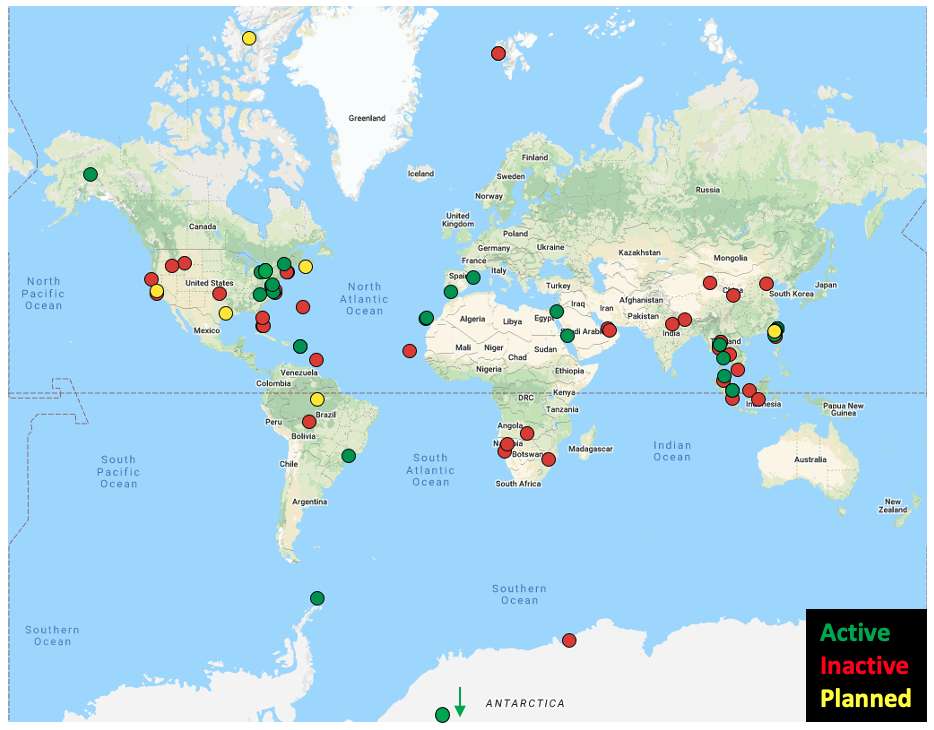 Greenland
Iceland
Finland
Sweden
Norway
Russia
Canada
United
Kingdom
Poland
Germany
Ukraine
France
Kazakhstan
Mongolia
North
Pacific
Ocean
United States
North
Atlantic
Ocean
Spain
Italy
Turkey
China
South Korea
Japan
Iraq
Iran
Afghanistan
Pakistan
Algeria
Libya
Egypt
Saudi Arabia
India
Mexico
Mali
Niger
Chad
Sudan
Thailand
Nigeria
Ethiopia
Venezuela
Colombia
DRC
Kenya
Tanzania
Indonesia
Papua New
Guinea
Peru
Brazil
Bolivia
Angola
Namibia
Botswana
Madagascar
Indian
Ocean
Australia
South
Pacific
Ocean
Chile
South
Atlantic
Ocean
South Africa
Argentina
New
Zealand
Southern
Ocean
Southern
Ocean
ANTARCTICA
Active
Inactive
Planned